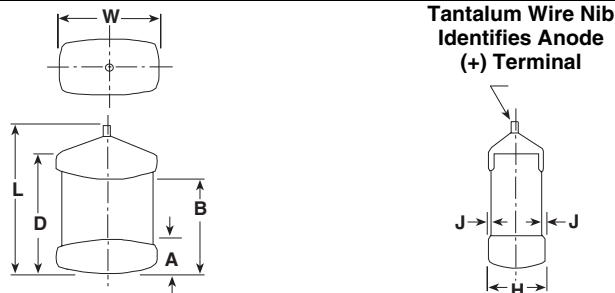 W
Tantalum Wire Nib
Identifies Anode
(+) Terminal
L
D
B
A
J
J
H